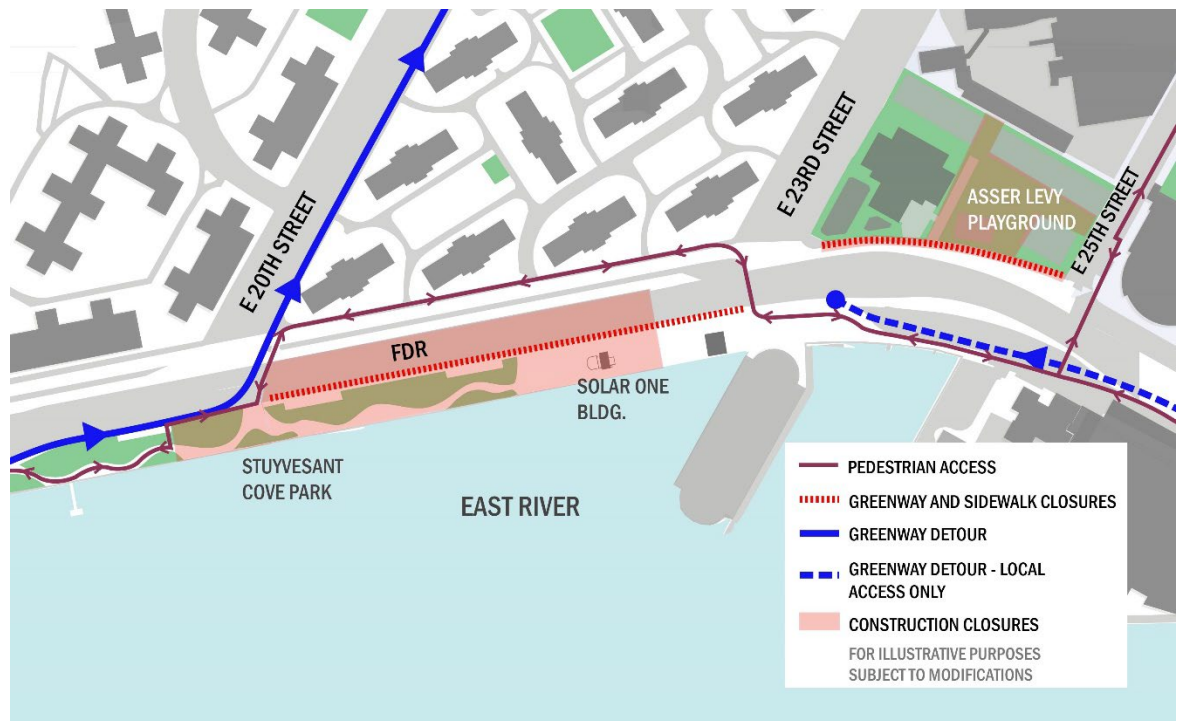 E 20TH STREET
E 23RD STREET
ASSER LEVY
PLAYGROUND
E 25TH STREET
FDR
SOLAR ONE
BLDG.
STUYVESANT
COVE PARK
EAST RIVER
PEDESTRIAN ACCESS
GREENWAY AND SIDEWALK CLOSURES
GREENWAY DETOUR
GREENWAY DETOUR - LOCAL
ACCESS ONLY
CONSTRUCTION CLOSURES
FOR ILLUSTRATIVE PURPOSES
SUBJECT TO MODIFICATIONS